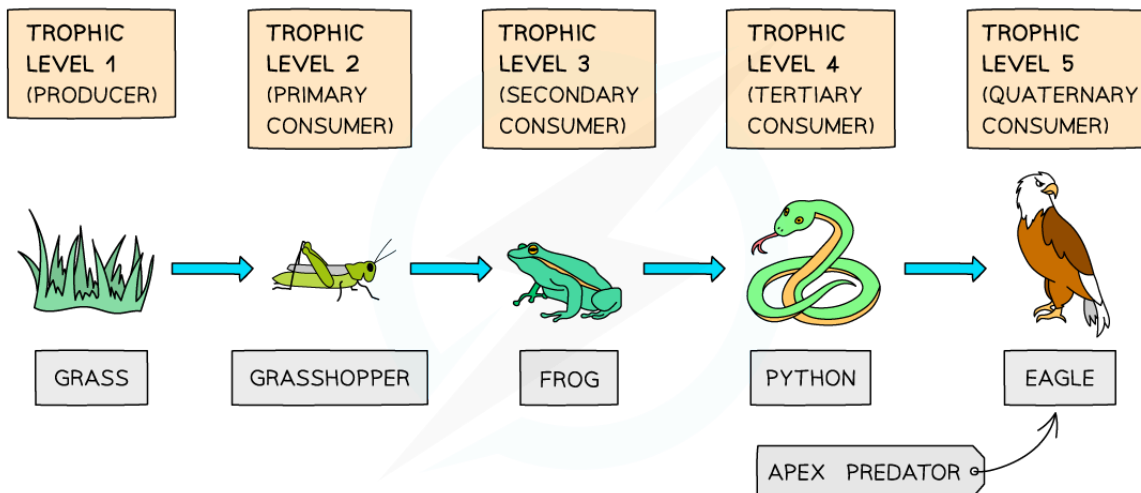 TROPHIC
LEVEL 1
(PRODUCER)
TROPHIC
LEVEL 2
(PRIMARY
CONSUMER)
TROPHIC
LEVEL 3
(SECONDARY
CONSUMER)
TROPHIC
LEVEL 4
(TERTIARY
CONSUMER)
TROPHIC
LEVEL 5
(QUATERNARY
CONSUMER)
GRASS
GRASSHOPPER
FROG
PYTHON
EAGLE
APEX PREDATOR